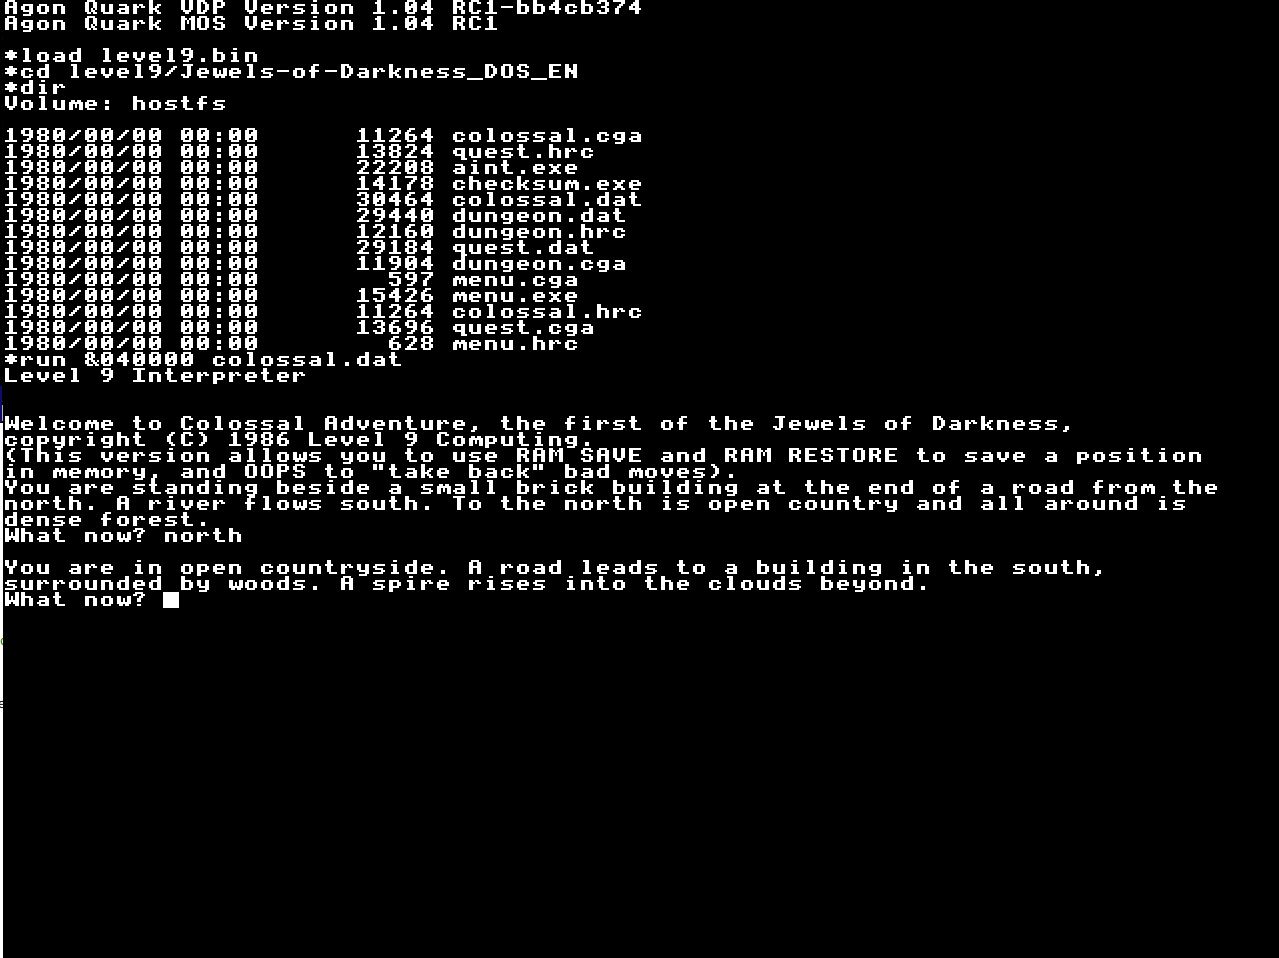 Agon Quark VDP Version 1.04 RC1-bb4cb374
Agon Quark MOS Version 1.04 RC1
*load level9.bin
*cd level9/Jewels-of-Darkness_DOS_EN
*dir
Volume: hostfs
1980/00/00 00:00 11264 colossal.cga
1980/00/00 00:00 13824 quest.hrc
1980/00/00 00:00 22208 aint.exe
1980/00/00 00:00 14178 checksum.exe
1980/00/00 00:00 30464 colossal.dat
1980/00/00 00:00 29440 dungeon.dat
1980/00/00 00:00 12160 dungeon.hrc
1980/00/00 00:00 29184 quest.dat
1980/00/00 00:00 11904 dungeon.cga
1980/00/00 00:00 597 menu.cga
1980/00/00 00:00 15426 menu.exe
1980/00/00 00:00 11264 colossal.hrc
1980/00/00 00:00 13696 quest.cga
1980/00/00 00:00 628 menu.hrc
*run &040000 colossal.dat
Level 9 Interpreter
Welcome to Colossal Adventure, the first of the Jewels of Darkness,
copyright (C) 1986 Level 9 Computing.
(This version allows you to use RAM SAVE and RAM RESTORE to save a position
in memory, and OOPS to "take back" bad moves).
You are standing beside a small brick building at the end of a road from the
north. A river flows south. To the north is open country and all around is
dense forest.
What now? north
You are in open countryside. A road leads to a building in the south,
surrounded by woods. A spire rises into the clouds beyond.
What now?